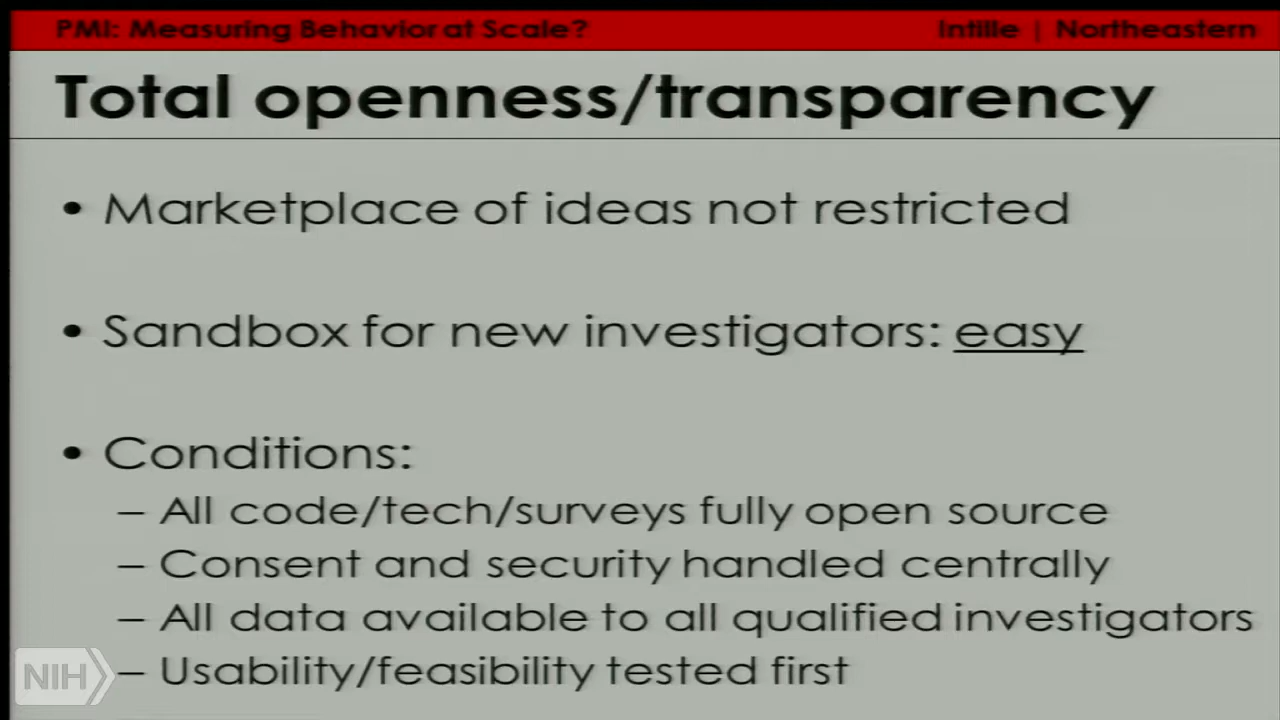 PMI: Measuring Behavior at Scale?
Intille | Northeastern
Total openness/transparency
• Marketplace of ideas not restricted
• Sandbox for new investigators: easy
• Conditions:
– All code/tech/surveys fully open source
– Consent and security handled centrally
– All data available to all qualified investigators
– Usability/feasibility tested first
NIH